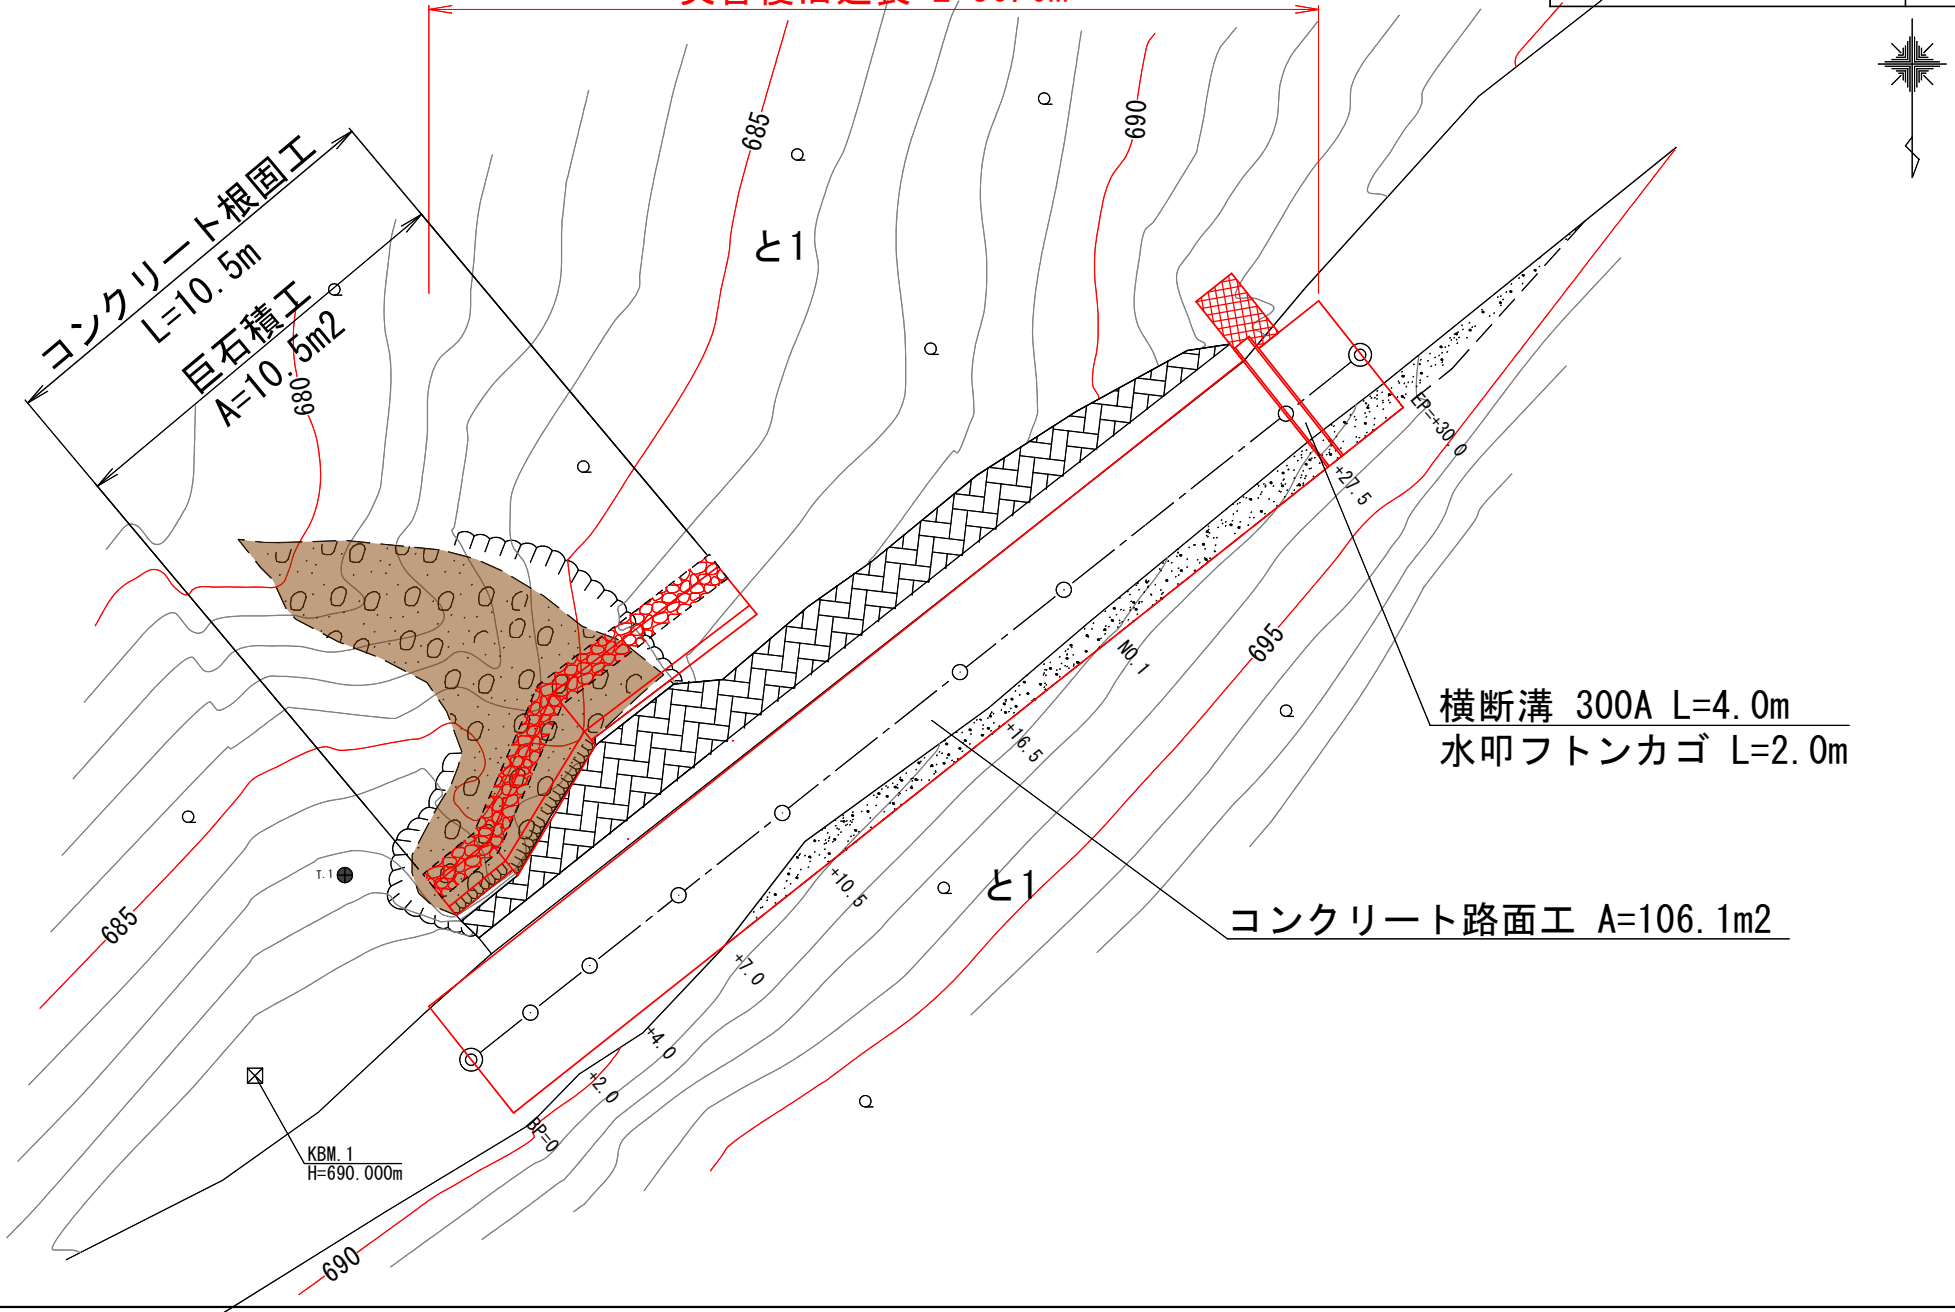 コンクリート根固工
L=10.5m
巨石積工
A=10.5m2
680
685
690
と1
EP=+30.0
+27.5
NO.1
695
横断溝 300A L=4.0m
水叩フトンカゴ L=2.0m
+16.5
と1
コンクリート路面工 A=106.1m2
+10.5
T.1
685
+7.0
+4.0
+2.0
BP=0
KBM.1
H=690.000m
690